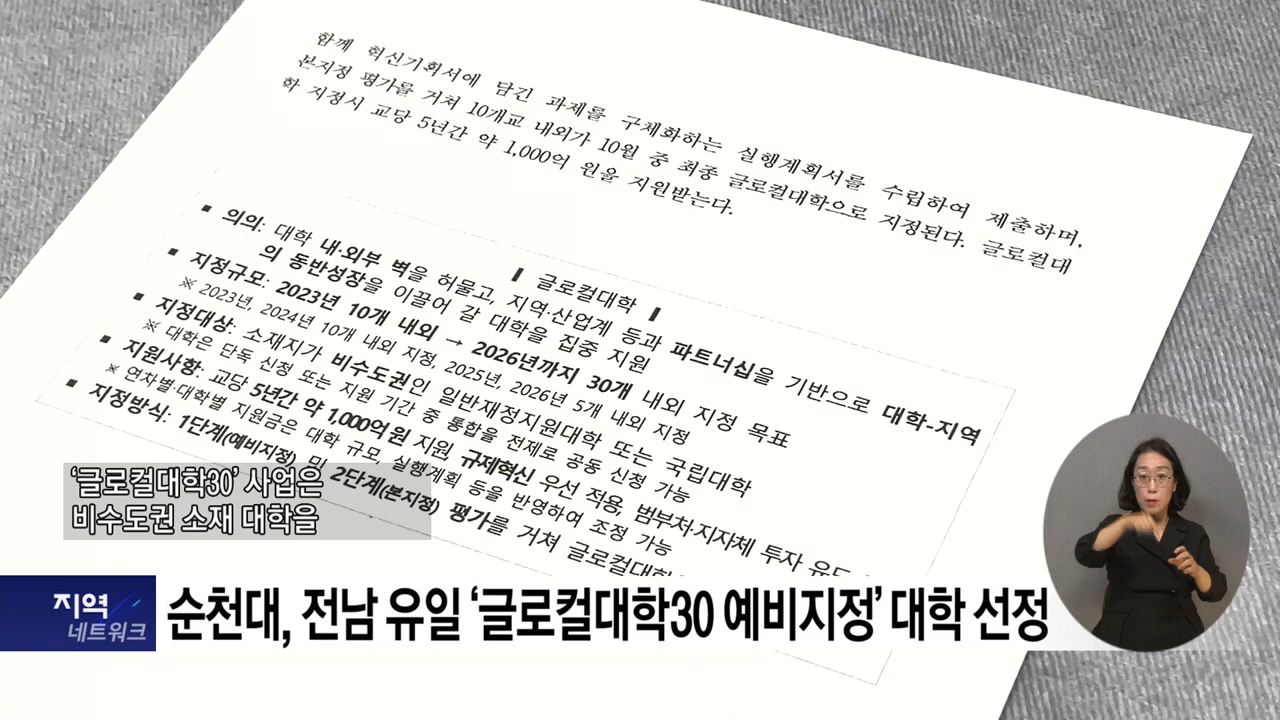 함께 혁신기획서에 담긴 과제를 구체화하는 실행계획서를 수립하여 제출하며,
본지정 평가를 거쳐 10개교 내외가 10월 중 최종 글로컬대학으로 지정된다. 글로컬대
학 지정시 교당 5년간 약 1,000억 원을 지원받는다.
글로컬대학
▪ 의의: 대학 내·외부 벽을 허물고, 지역·산업계 등과 파트너십을 기반으로 대학-지역
의 동반성장을 이끌어 갈 대학을 집중 지원
▪ 지정규모: 2023년 10개 내외 → 2026년까지 30개 내외 지정 목표
※ 2023년, 2024년 10개 내외 지정, 2025년, 2026년 5개 내외 지정
▪ 지정대상: 소재지가 비수도권인 일반재정지원대학 또는 국립대학
※ 대학은 단독 신청 또는 지원 기간 중 통합을 전제로 공동 신청 가능
▪ 지원사항: 교당 5년간 약 1,000억원 지원, 규제혁신 우선 적용, 범부처·지자체 투자 유도
※ 연차별·대학별 지원금은 대학 규모, 실행계획 등을 반영하여 조정 가능
▪ 지정방식: 1단계(예비지정) 및 2단계(본지정) 평가를 거쳐 글로컬대학
‘글로컬대학30’ 사업은
비수도권 소재 대학을
지역
네트워크
순천대, 전남 유일 ‘글로컬대학30 예비지정’ 대학 선정